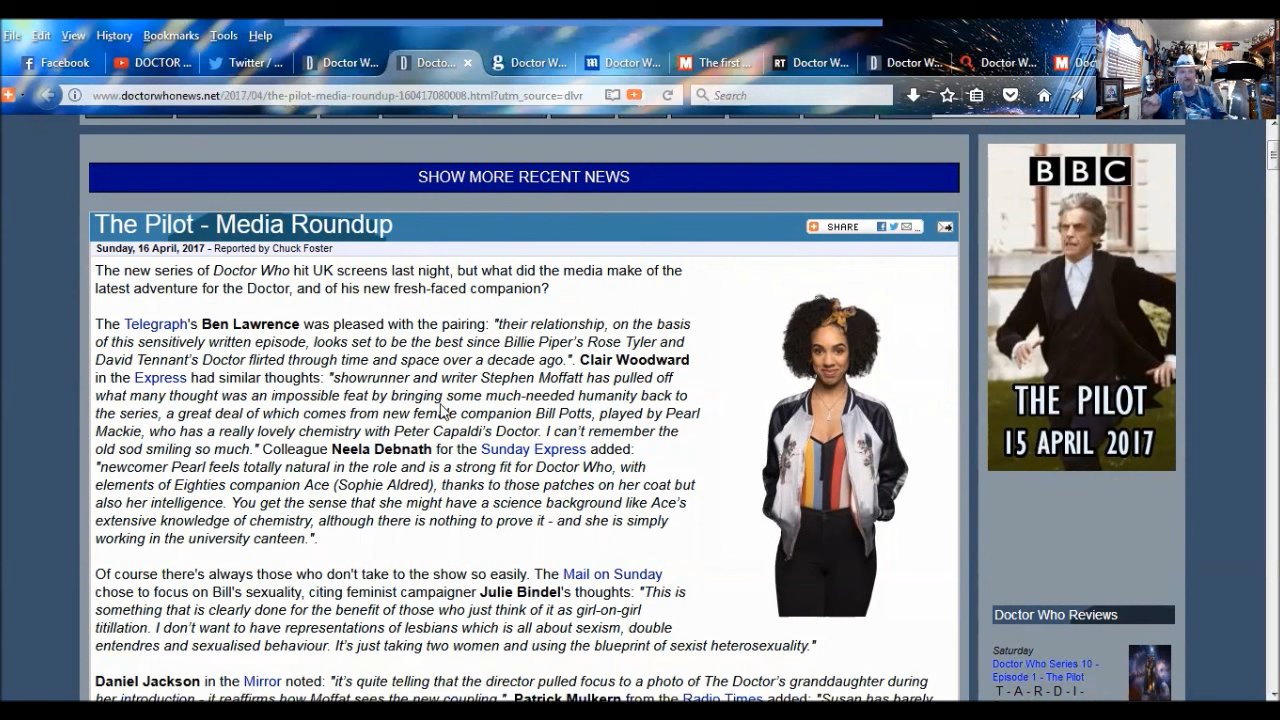 File Edit View History Bookmarks Tools Help
Facebook
DOCTOR ...
Twitter / ...
Doctor W...
Docto...
Doctor W...
Doctor W...
The first ...
Doctor W...
Doctor W...
Doctor W...
www.doctorwhonews.net/2017/04/the-pilot-media-roundup-160417080008.html?utm_source=dlvr
Search
SHOW MORE RECENT NEWS
The Pilot - Media Roundup
SHARE
Sunday, 16 April, 2017 - Reported by Chuck Foster
The new series of Doctor Who hit UK screens last night, but what did the media make of the
latest adventure for the Doctor, and of his new fresh-faced companion?
The Telegraph's Ben Lawrence was pleased with the pairing: "their relationship, on the basis
of this sensitively written episode, looks set to be the best since Billie Piper's Rose Tyler and
David Tennant's Doctor flirted through time and space over a decade ago.". Clair Woodward
in the Express had similar thoughts: "showrunner and writer Stephen Moffatt has pulled off
what many thought was an impossible feat by bringing some much-needed humanity back to
the series, a great deal of which comes from new female companion Bill Potts, played by Pearl
Mackie, who has a really lovely chemistry with Peter Capaldi's Doctor. I can't remember the
old sod smiling so much." Colleague Neela Debnath for the Sunday Express added:
"newcomer Pearl feels totally natural in the role and is a strong fit for Doctor Who, with
elements of Eighties companion Ace (Sophie Aldred), thanks to those patches on her coat but
also her intelligence. You get the sense that she might have a science background like Ace's
extensive knowledge of chemistry, although there is nothing to prove it - and she is simply
working in the university canteen.".
Of course there's always those who don't take to the show so easily. The Mail on Sunday
chose to focus on Bill's sexuality, citing feminist campaigner Julie Bindel's thoughts: "This is
something that is clearly done for the benefit of those who just think of it as girl-on-girl
titillation. I don't want to have representations of lesbians which is all about sexism, double
entendres and sexualised behaviour. It's just taking two women and using the blueprint of sexist heterosexuality."
Daniel Jackson in the Mirror noted: "it's quite telling that the director pulled focus to a photo of The Doctor's granddaughter during
her introduction - it reaffirms how Moffat sees the new coupling.". Patrick Mulkern from the Radio Times added: "Susan has barely
BBC
THE PILOT
15 APRIL 2017
Doctor Who Reviews
Saturday
Doctor Who Series 10 -
Episode 1 - The Pilot
T - A - R - D - I -